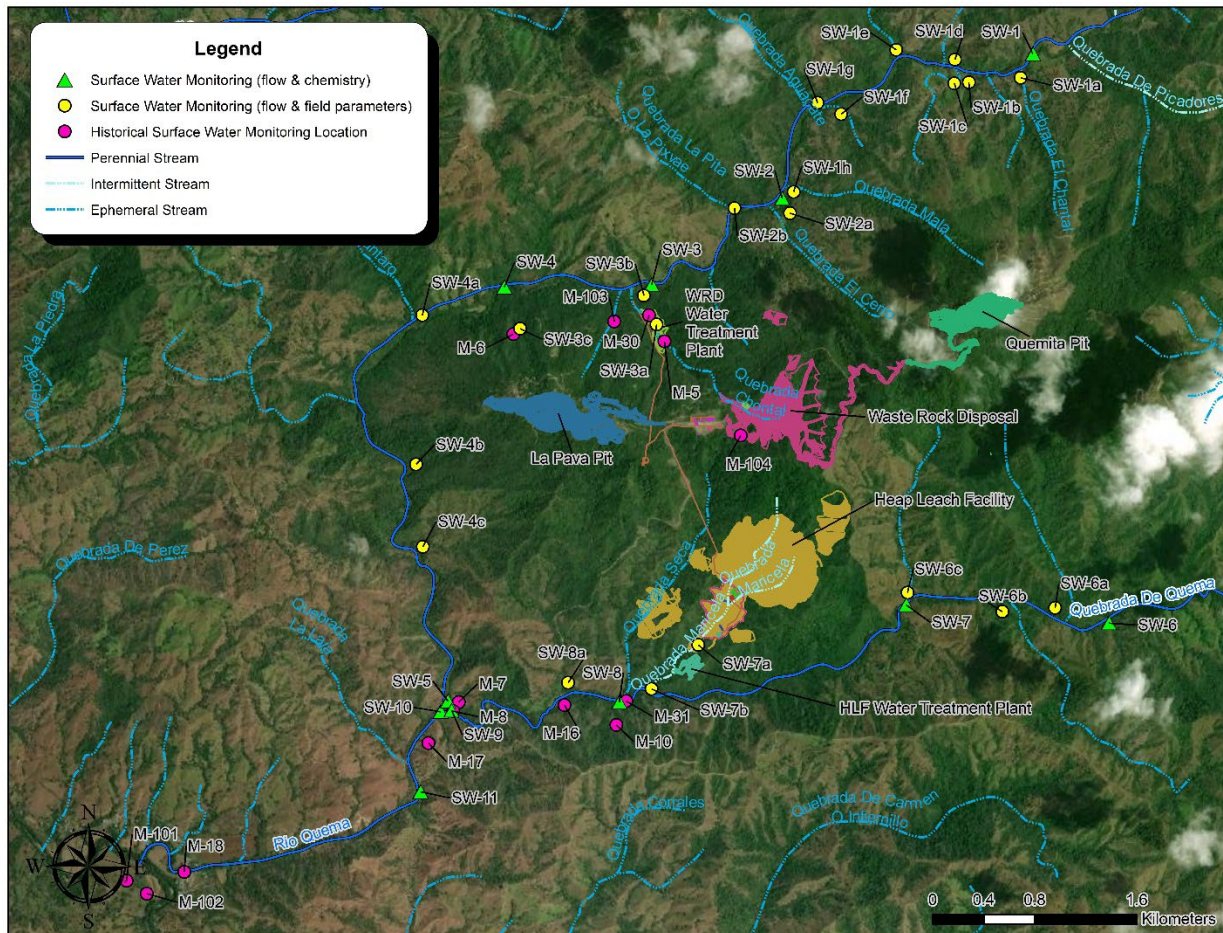 Legend
Surface Water Monitoring (flow & chemistry)
Surface Water Monitoring (flow & field parameters)
Historical Surface Water Monitoring Location
Perennial Stream
Intermittent Stream
Ephemeral Stream
SW-1e
SW-1d
SW-1
Quebrada De Picadores
SW-1g
Quebrada Aguacate
SW-1f
SW-1c
SW-1b
SW-1a
Quebrada El Chantal
Quebrada La Pita
O La Pixvae
SW-2
SW-1h
Quebrada Mala
SW-2a
SW-2b
Quebrada El Cerro
SW-4a
SW-4
SW-3b
SW-3
M-103
WRD
Water
Treatment
Plant
M-6
SW-3c
M-30
SW-3a
M-5
Quebrada La Piedra
Quemita Pit
Quebrada
Chontal
Waste Rock Disposal
La Pava Pit
M-104
SW-4b
Heap Leach Facility
SW-4c
Quebrada De Perez
Quebrada Seca
Quebrada
Maricela
Quebrada Maricela
SW-6c
SW-6b
SW-6a
Quebrada De Quema
SW-7
SW-6
Quebrada
SW-7a
SW-8a
SW-8
SW-5
M-7
SW-10
M-8
SW-9
M-16
M-31
M-10
SW-7b
HLF Water Treatment Plant
M-17
SW-11
Quebrada Corrales
Quebrada De Carmen
Rio Quema
N
W
E
S
M-101
M-18
M-102
0 0.4 0.8 1.6
Kilometers